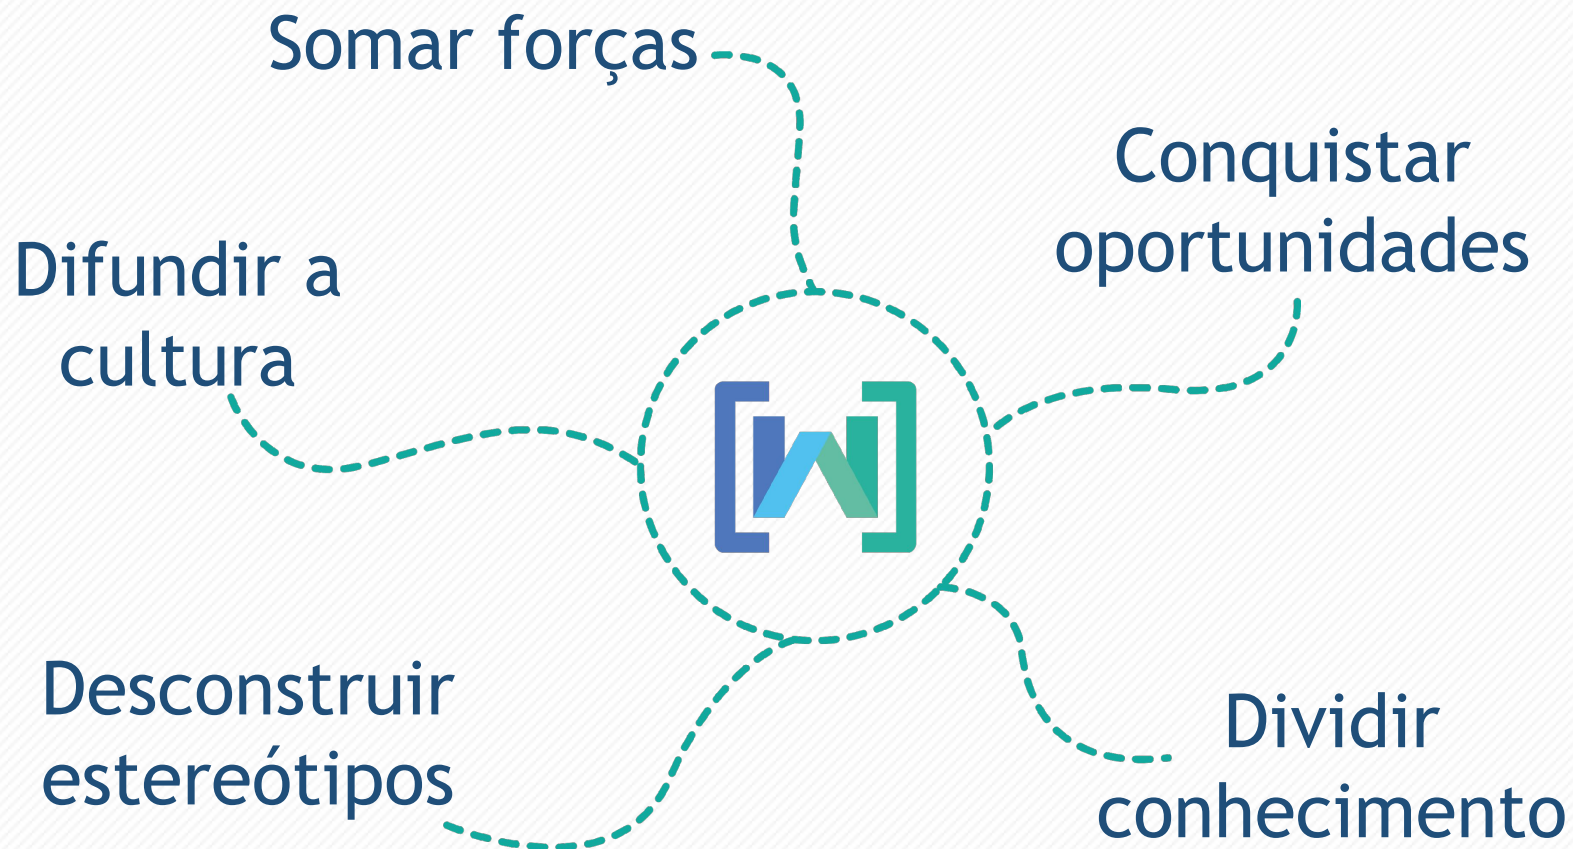 Somar forças
Conquistar
oportunidades
Difundir a
cultura
Desconstruir
estereótipos
Dividir
conhecimento